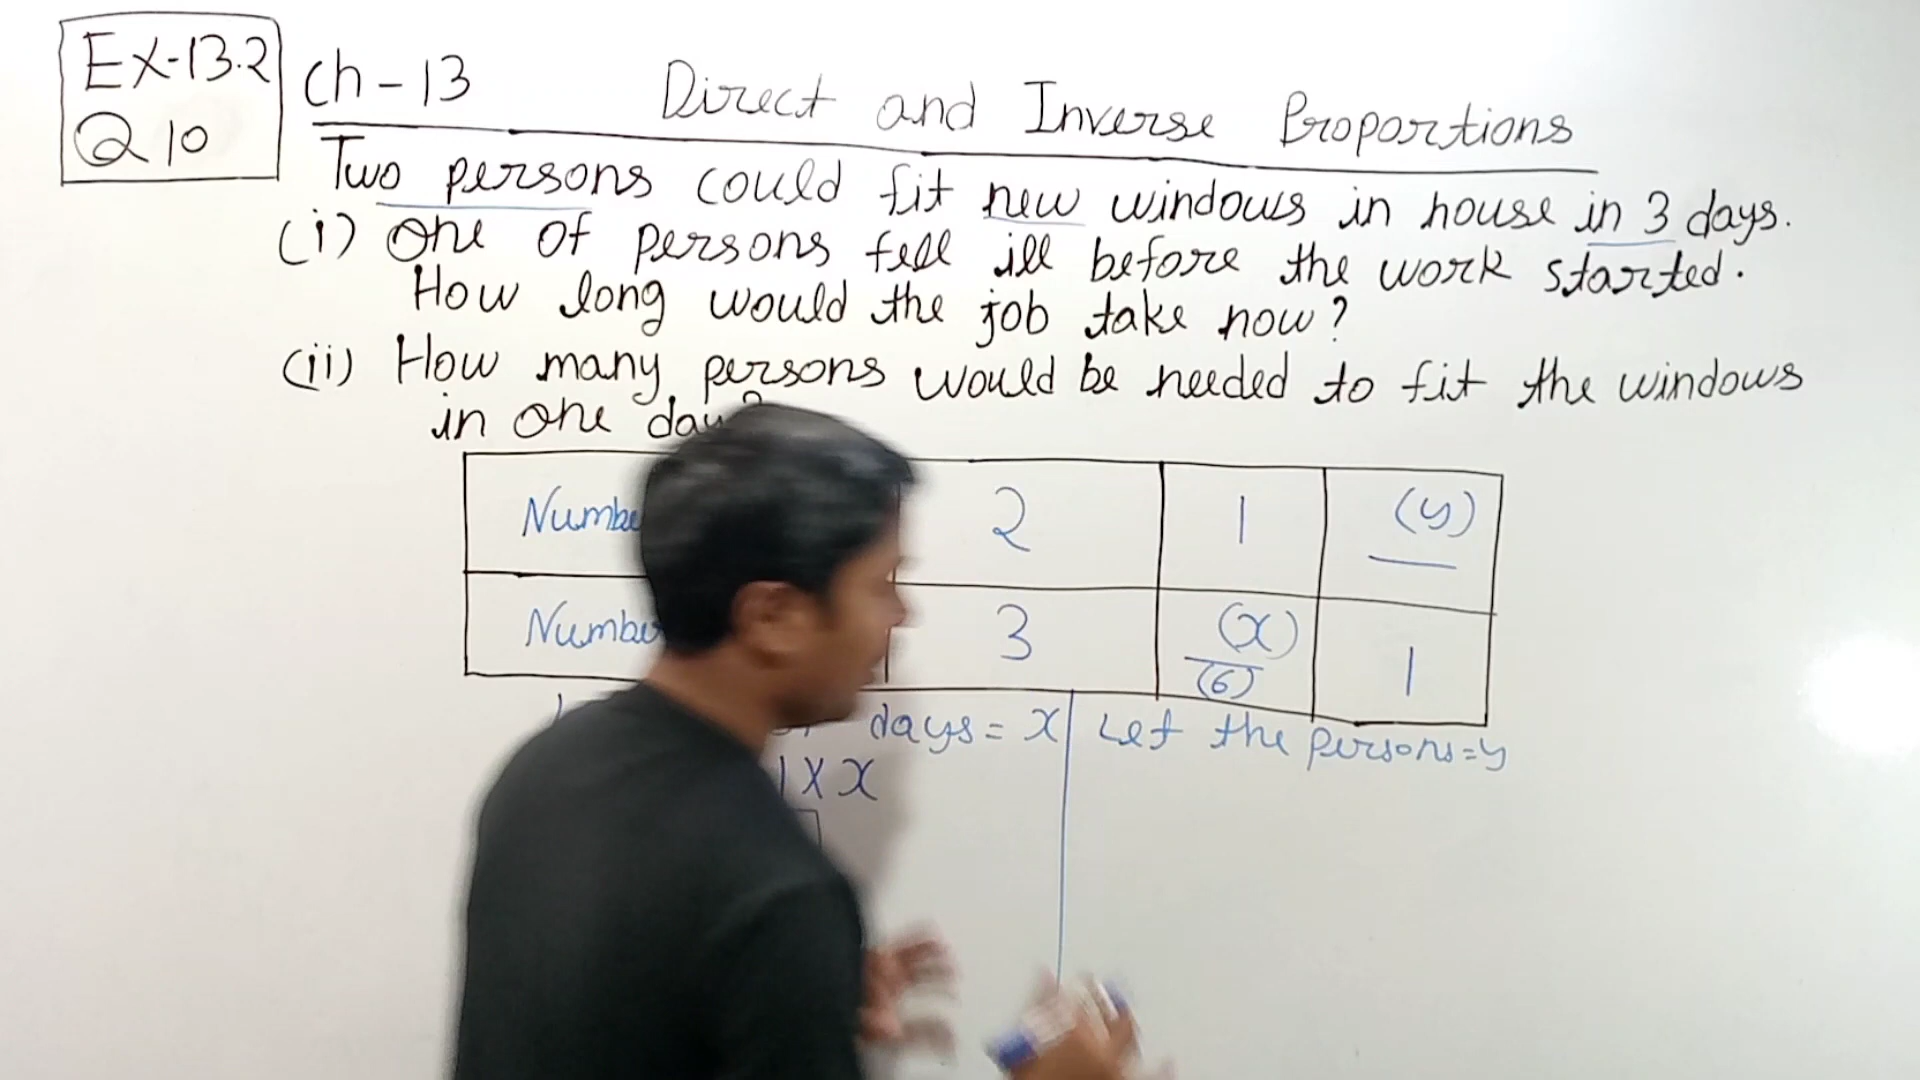 Ex-13.2
Q 10
Ch-13 Direct and Inverse Proportions
Two persons could fit new windows in house in 3 days.
(i) One of persons fell ill before the work started.
How long would the job take now?
(ii) How many persons would be needed to fit the windows
in one day?
2 1 (y)
3 (x) 1
(6)
days = x Let the persons = y
1 X x